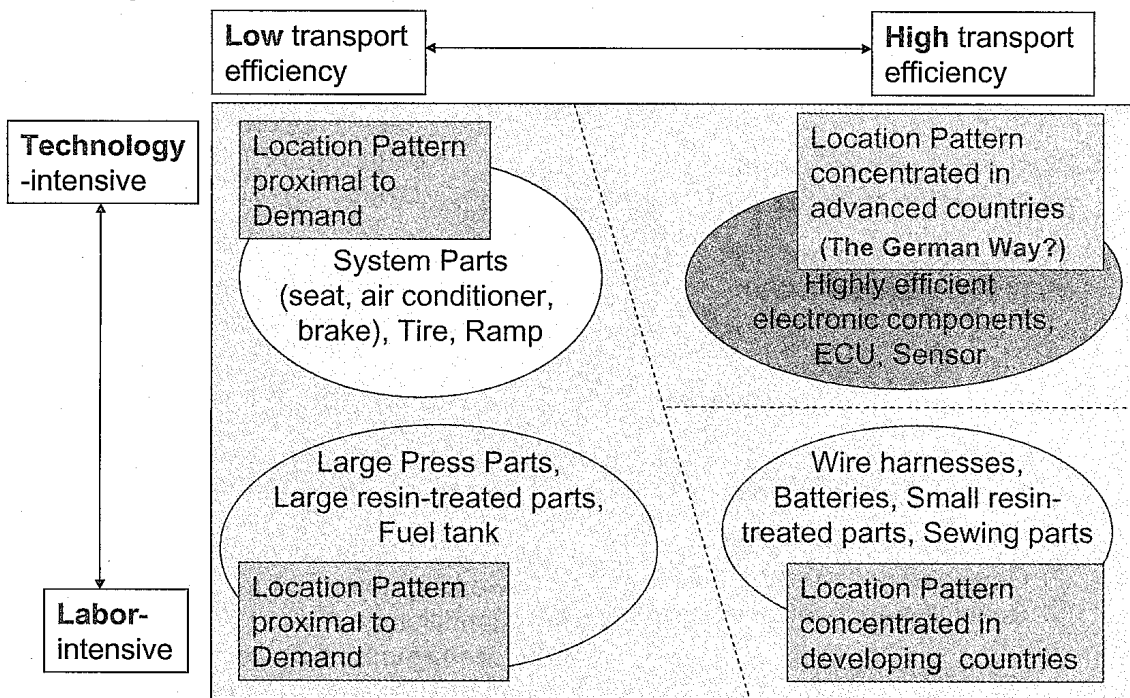 Low transport
efficiency
High transport
efficiency
Technology
-intensive
Location Pattern
proximal to
Demand
System Parts
(seat, air conditioner,
brake), Tire, Ramp
Location Pattern
concentrated in
advanced countries
(The German Way?)
Highly efficient
electronic components,
ECU, Sensor
Large Press Parts,
Large resin-treated parts,
Fuel tank
Location Pattern
proximal to
Demand
Wire harnesses,
Batteries, Small resin-
treated parts, Sewing parts
Location Pattern
concentrated in
developing countries
Labor-
intensive